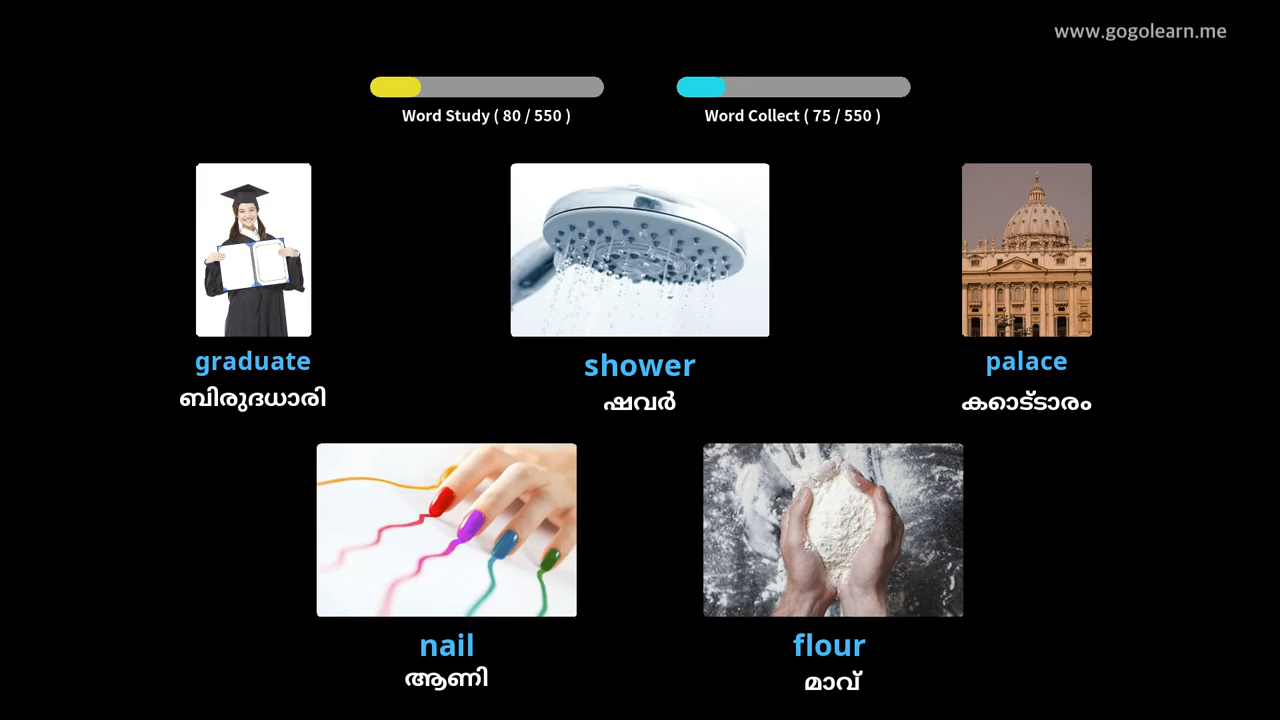 www.gogolearn.me
Word Study ( 80 / 550 )
Word Collect ( 75 / 550 )
graduate
ബിരുദധാരി
shower
ഷവർ
palace
കൊട്ടാരം
nail
ആണി
flour
മാവ്